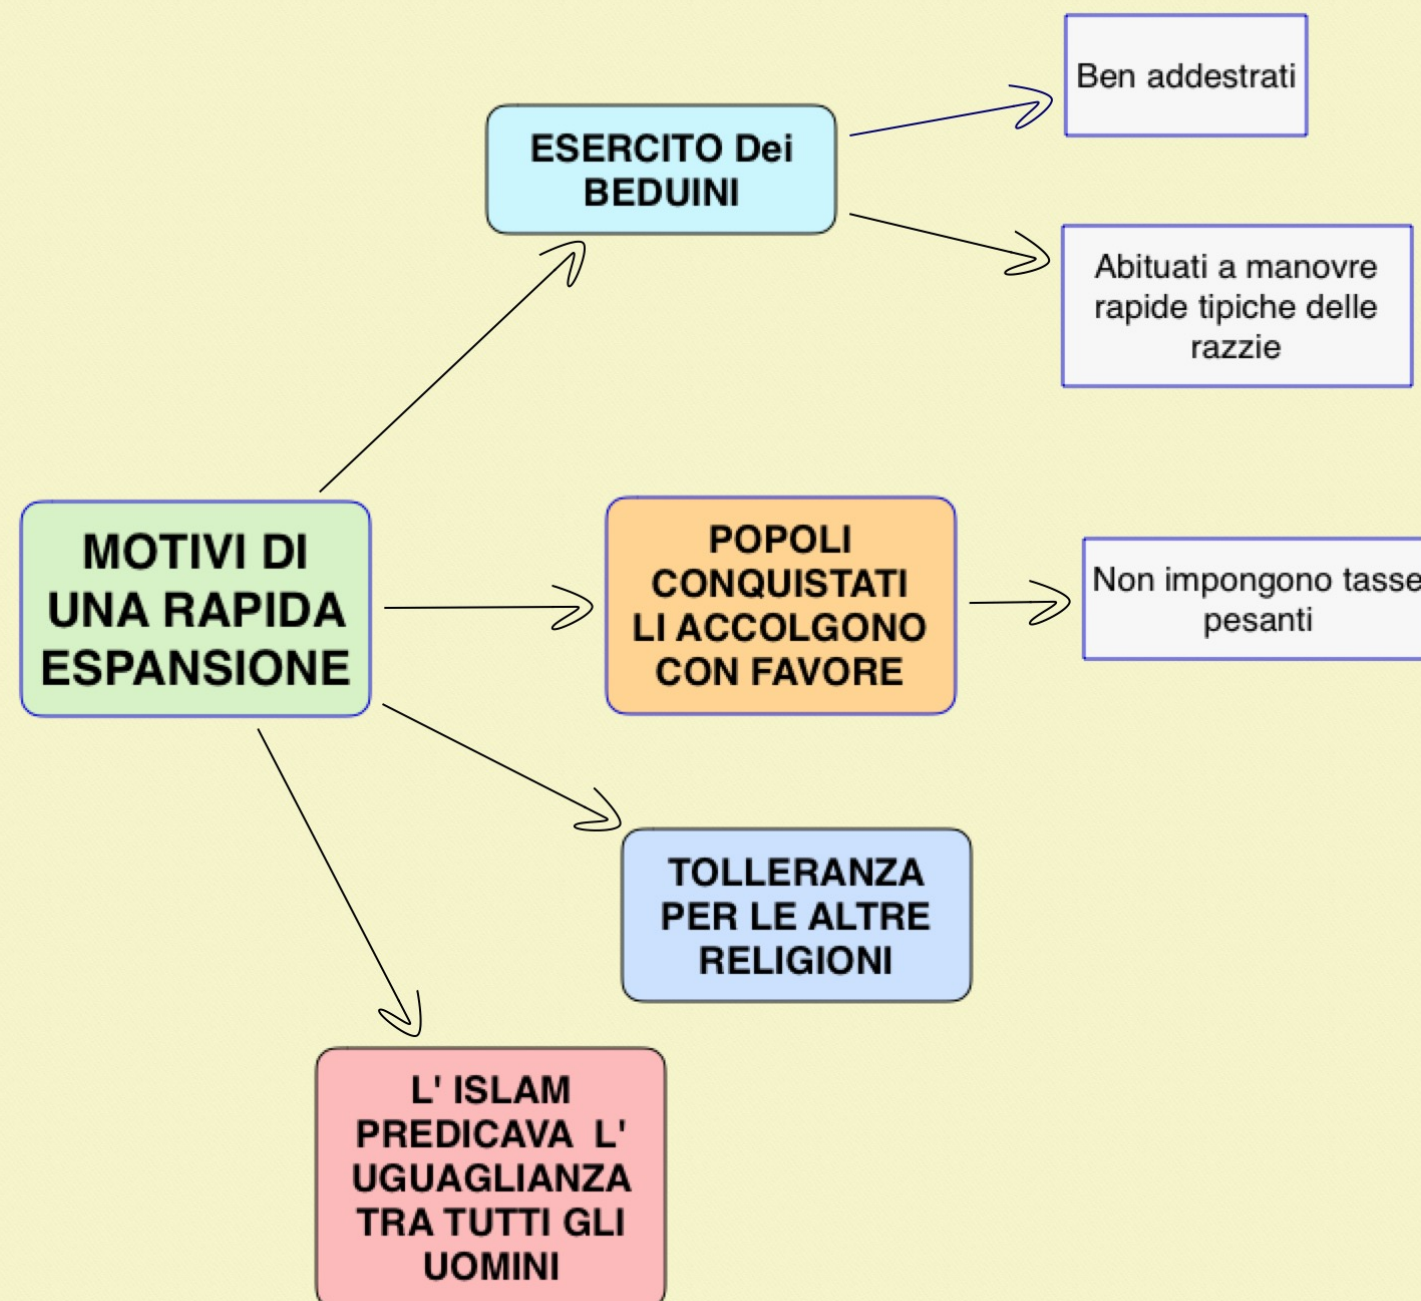 Ben addestrati
ESERCITO Dei
BEDUINI
Abituati a manovre
rapide tipiche delle
razzie
MOTIVI DI
UNA RAPIDA
ESPANSIONE
POPOLI
CONQUISTATI
LI ACCOLGONO
CON FAVORE
Non impongono tasse
pesanti
TOLLERANZA
PER LE ALTRE
RELIGIONI
L' ISLAM
PREDICAVA  L'
UGUAGLIANZA
TRA TUTTI GLI
UOMINI